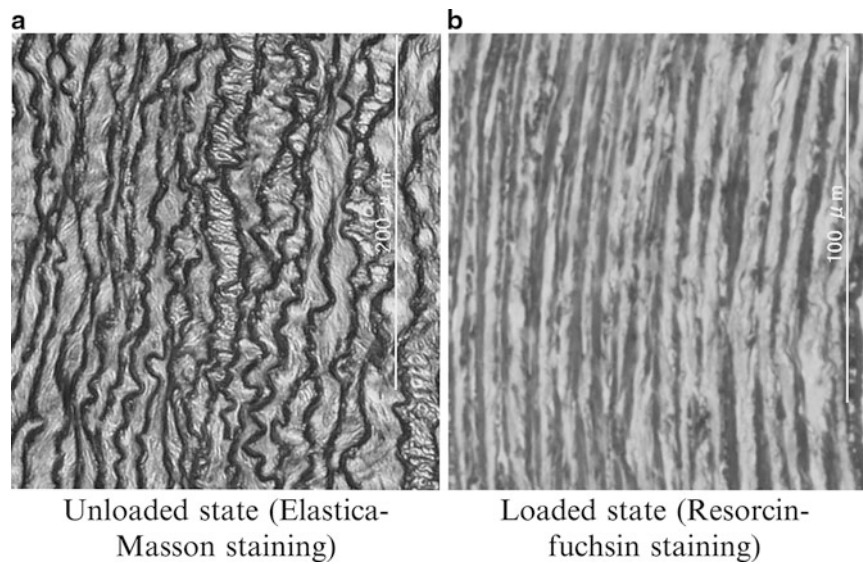 a
200 μm
Unloaded state (Elastica-
Masson staining)
b
100 μm
Loaded state (Resorcin-
fuchsin staining)